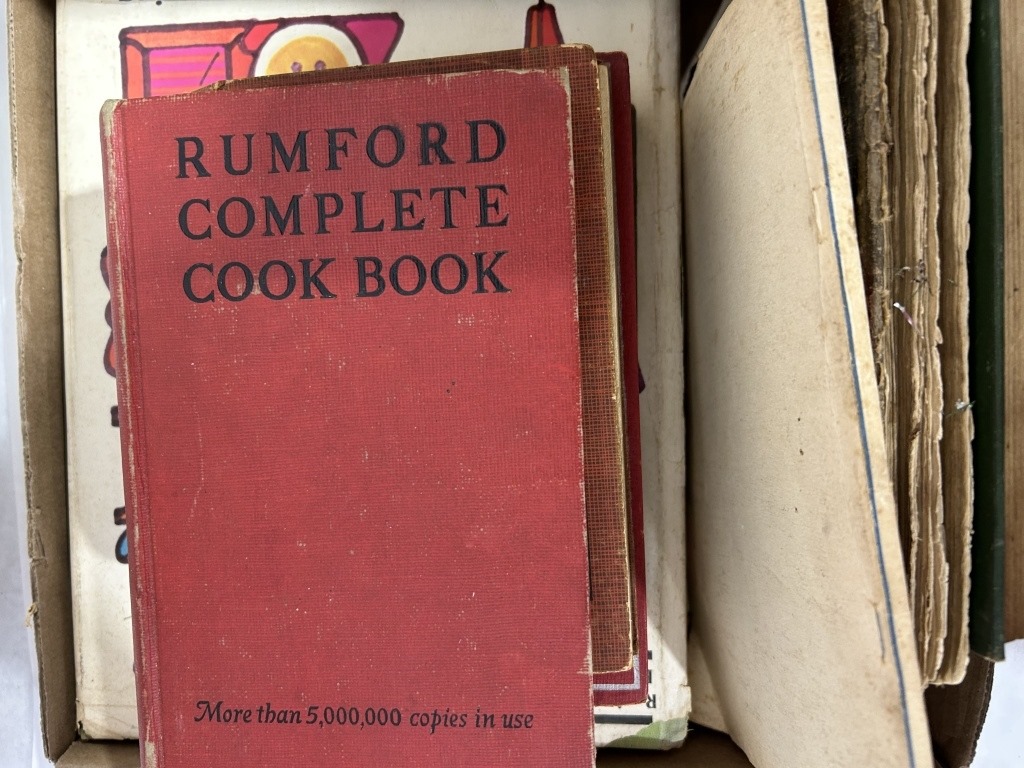 RUMFORD
COMPLETE
COOK BOOK
More than 5,000,000 copies in use